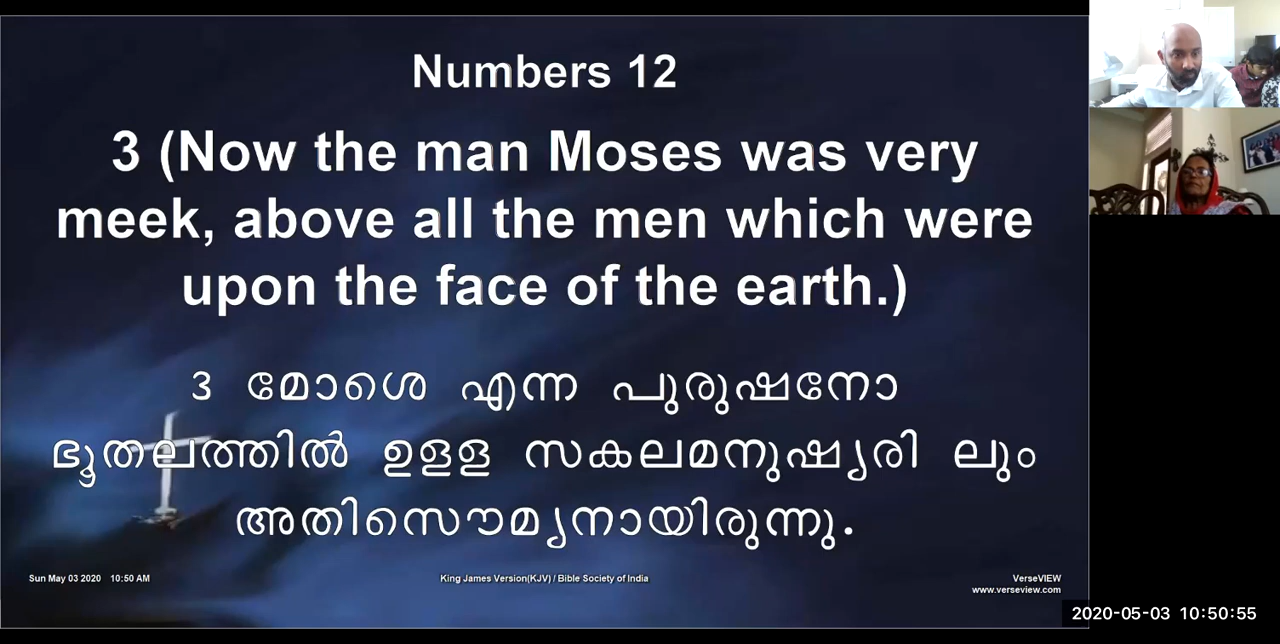 Numbers 12
3 (Now the man Moses was very
meek, above all the men which were
upon the face of the earth.)
3 മോശെ എന്ന പുരുഷനോ
ഭൂതലത്തിൽ ഉളള സകലമനുഷ്യരി ലും
അതിസൌമ്യനായിരുന്നു.
Sun May 03 2020 10:50 AM
King James Version(KJV) / Bible Society of India
VerseVIEW
www.verseview.com
2020-05-03 10:50:55